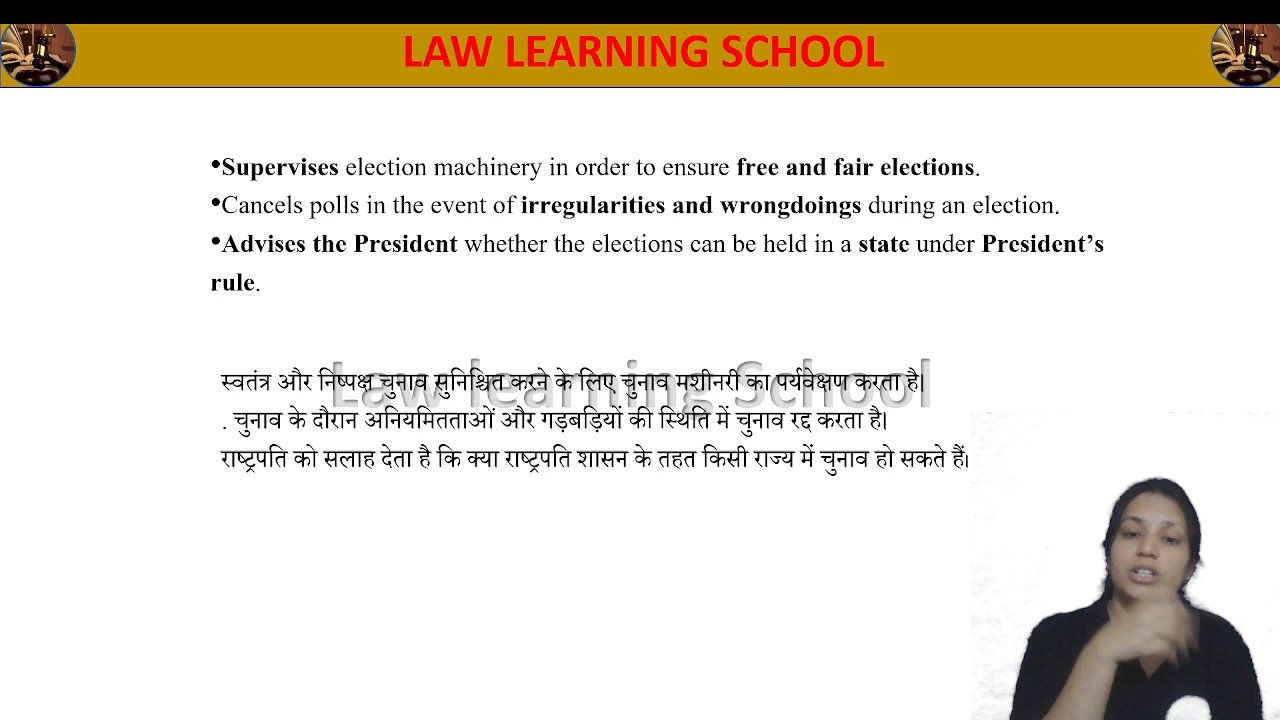 LAW LEARNING SCHOOL
•Supervises election machinery in order to ensure free and fair elections.
•Cancels polls in the event of irregularities and wrongdoings during an election.
•Advises the President whether the elections can be held in a state under President’s
rule.
Law learning School
स्वतंत्र और निष्पक्ष चुनाव सुनिश्चित करने के लिए चुनाव मशीनरी का पर्यवेक्षण करता है।
. चुनाव के दौरान अनियमितताओं और गड़बड़ियों की स्थिति में चुनाव रद्द करता है।
राष्ट्रपति को सलाह देता है कि क्या राष्ट्रपति शासन के तहत किसी राज्य में चुनाव हो सकते हैं।